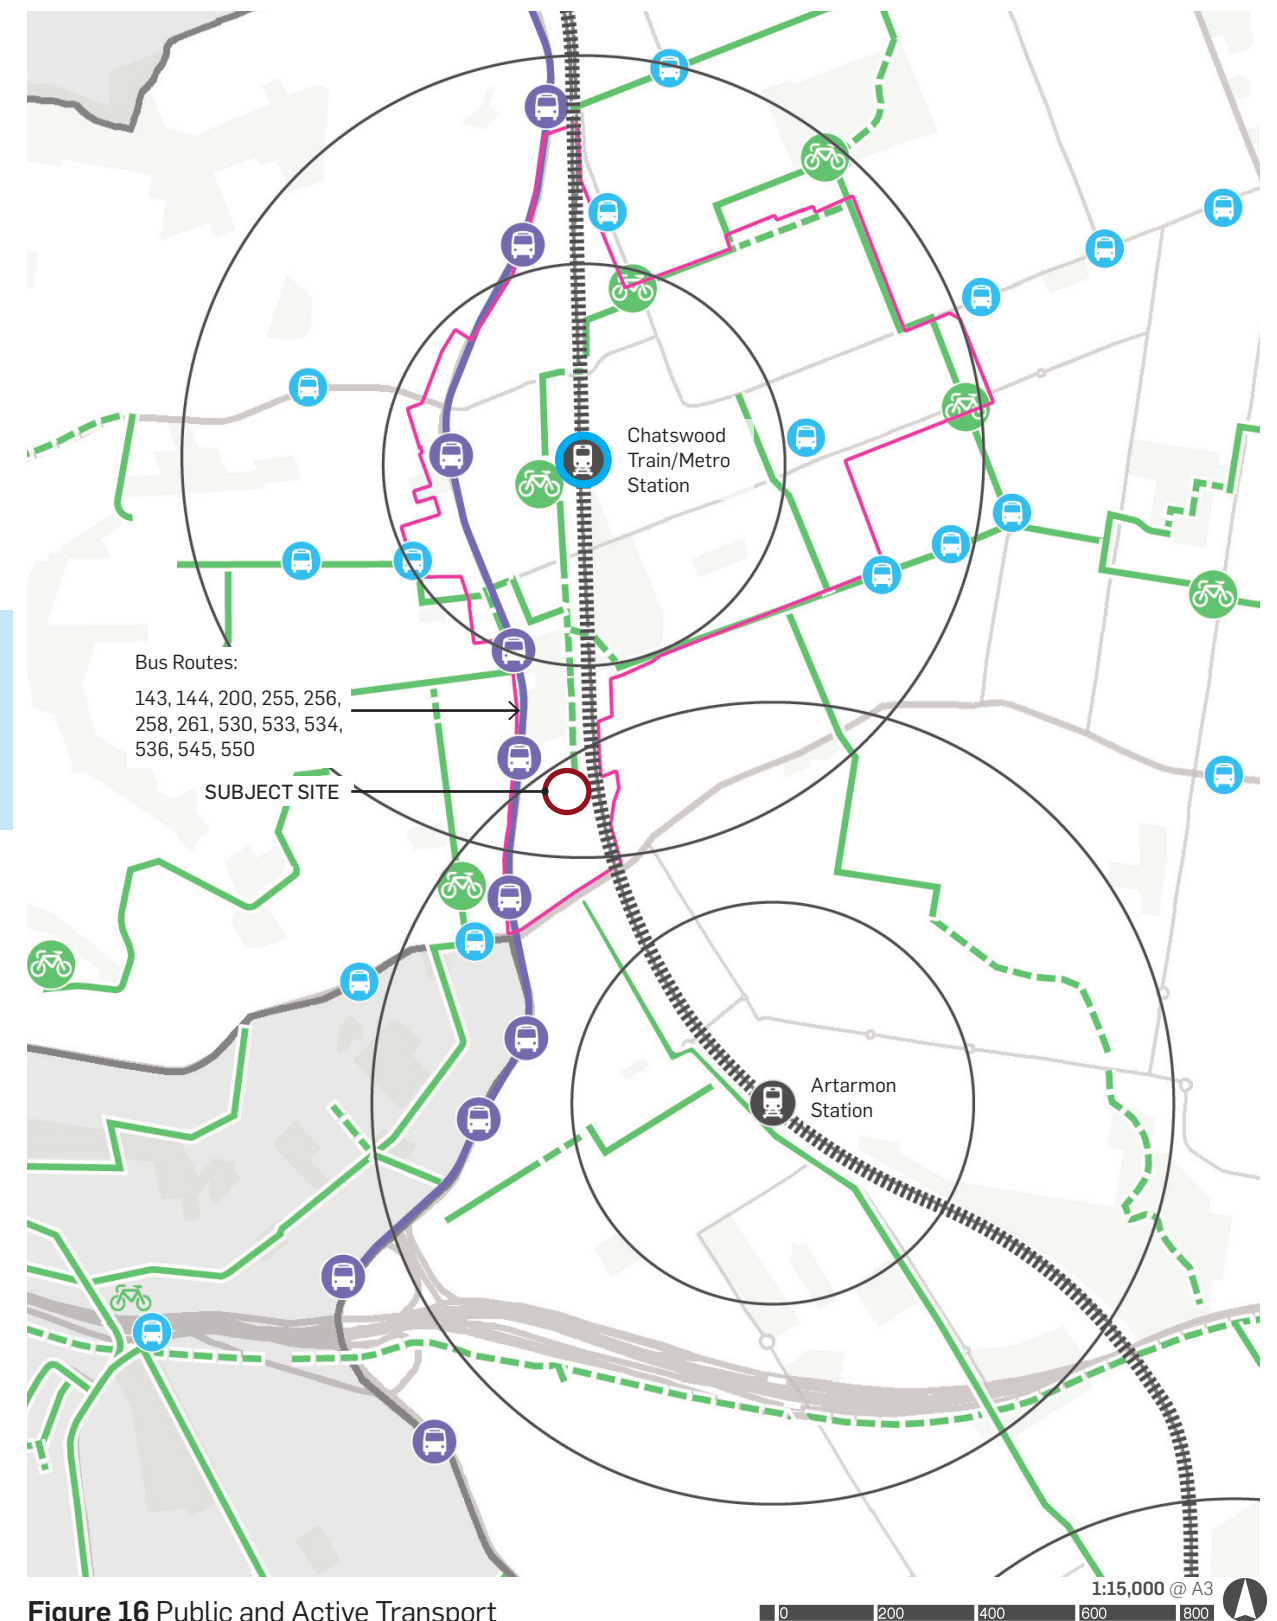 Chatswood
Train/Metro
Station
Bus Routes:
143, 144, 200, 255, 256,
258, 261, 530, 533, 534,
536, 545, 550
SUBJECT SITE
Artarmon
Station
1:15,000 @ A3
Figure 16 Public and Active Transport
0 200 400 600 800